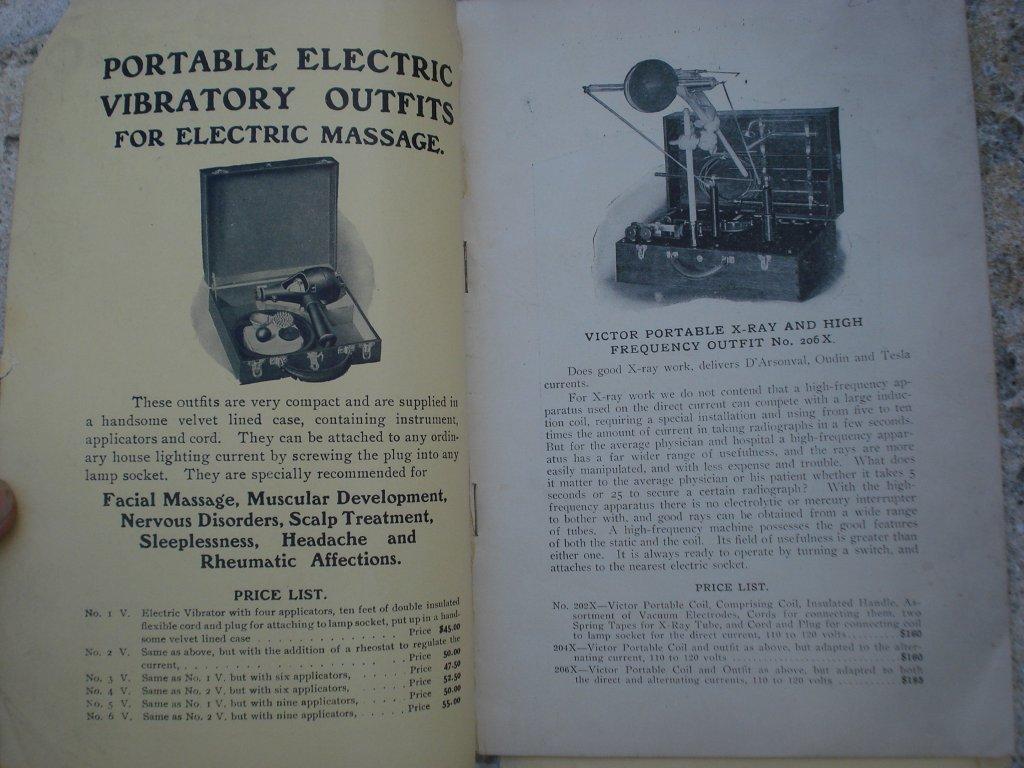 PORTABLE ELECTRIC
VIBRATORY OUTFITS
FOR ELECTRIC MASSAGE.
These outfits are very compact and are supplied in
a handsome velvet lined case, containing instrument,
applicators and cord. They can be attached to any ordin-
ary house lighting current by screwing the plug into any
lamp socket. They are specially recommended for
Facial Massage, Muscular Development,
Nervous Disorders, Scalp Treatment,
Sleeplessness, Headache and
Rheumatic Affections.
PRICE LIST.
No. 1 V. Electric Vibrator with four applicators, ten feet of double insulated
flexible cord and plug for attaching to lamp socket, put up in a hand-
some velvet lined case . . . . . . . . . . . . Price $45.00
No. 2 V. Same as above, but with the addition of a rheostat to regulate the
current, . . . . . . . . . . . . . . . . . . Price 50.00
No. 3 V. Same as No. 1 V. but with six applicators, . . . . . Price 47.50
No. 4 V. Same as No. 2 V. but with six applicators, . . . . . Price 52.50
No. 5 V. Same as No. 1 V. but with nine applicators, . . . . . Price 50.00
No. 6 V. Same as No. 2 V. but with nine applicators, . . . . . Price 55.00
VICTOR PORTABLE X-RAY AND HIGH
FREQUENCY OUTFIT No. 206X.
Does good X-ray work, delivers D'Arsonval, Oudin and Tesla
currents.
For X-ray work we do not contend that a high-frequency ap-
paratus used on the direct current can compete with a large induc-
tion coil, requiring a special installation and using from five to ten
times the amount of current in taking radiographs in a few seconds.
But for the average physician and hospital a high-frequency appar-
atus has a far wider range of usefulness, and the rays are more
easily manipulated, and with less expense and trouble. What does
it matter to the average physician or his patient whether it takes 5
seconds or 25 to secure a certain radiograph? With the high-
frequency apparatus there is no electrolytic or mercury interrupter
to bother with, and good rays can be obtained from a wide range
of tubes. A high-frequency machine possesses the good features
of both the static and the coil. Its field of usefulness is greater than
either one. It is always ready to operate by turning a switch, and
attaches to the nearest electric socket.
PRICE LIST.
No. 202X—Victor Portable Coil, Comprising Coil, Insulated Handle, As-
sortment of Vacuum Electrodes, Cords for connecting them, two
Spring Tapes for X-Ray Tube, and Cord and Plug for connecting coil
to lamp socket for the direct current, 110 to 120 volts........ $160
204X—Victor Portable Coil and outfit as above, but adapted to the alter-
nating current, 110 to 120 volts .................... $160
206X—Victor Portable Coil and Outfit as above, but adapted to both
the direct and alternating currents, 110 to 120 volts ........... $185